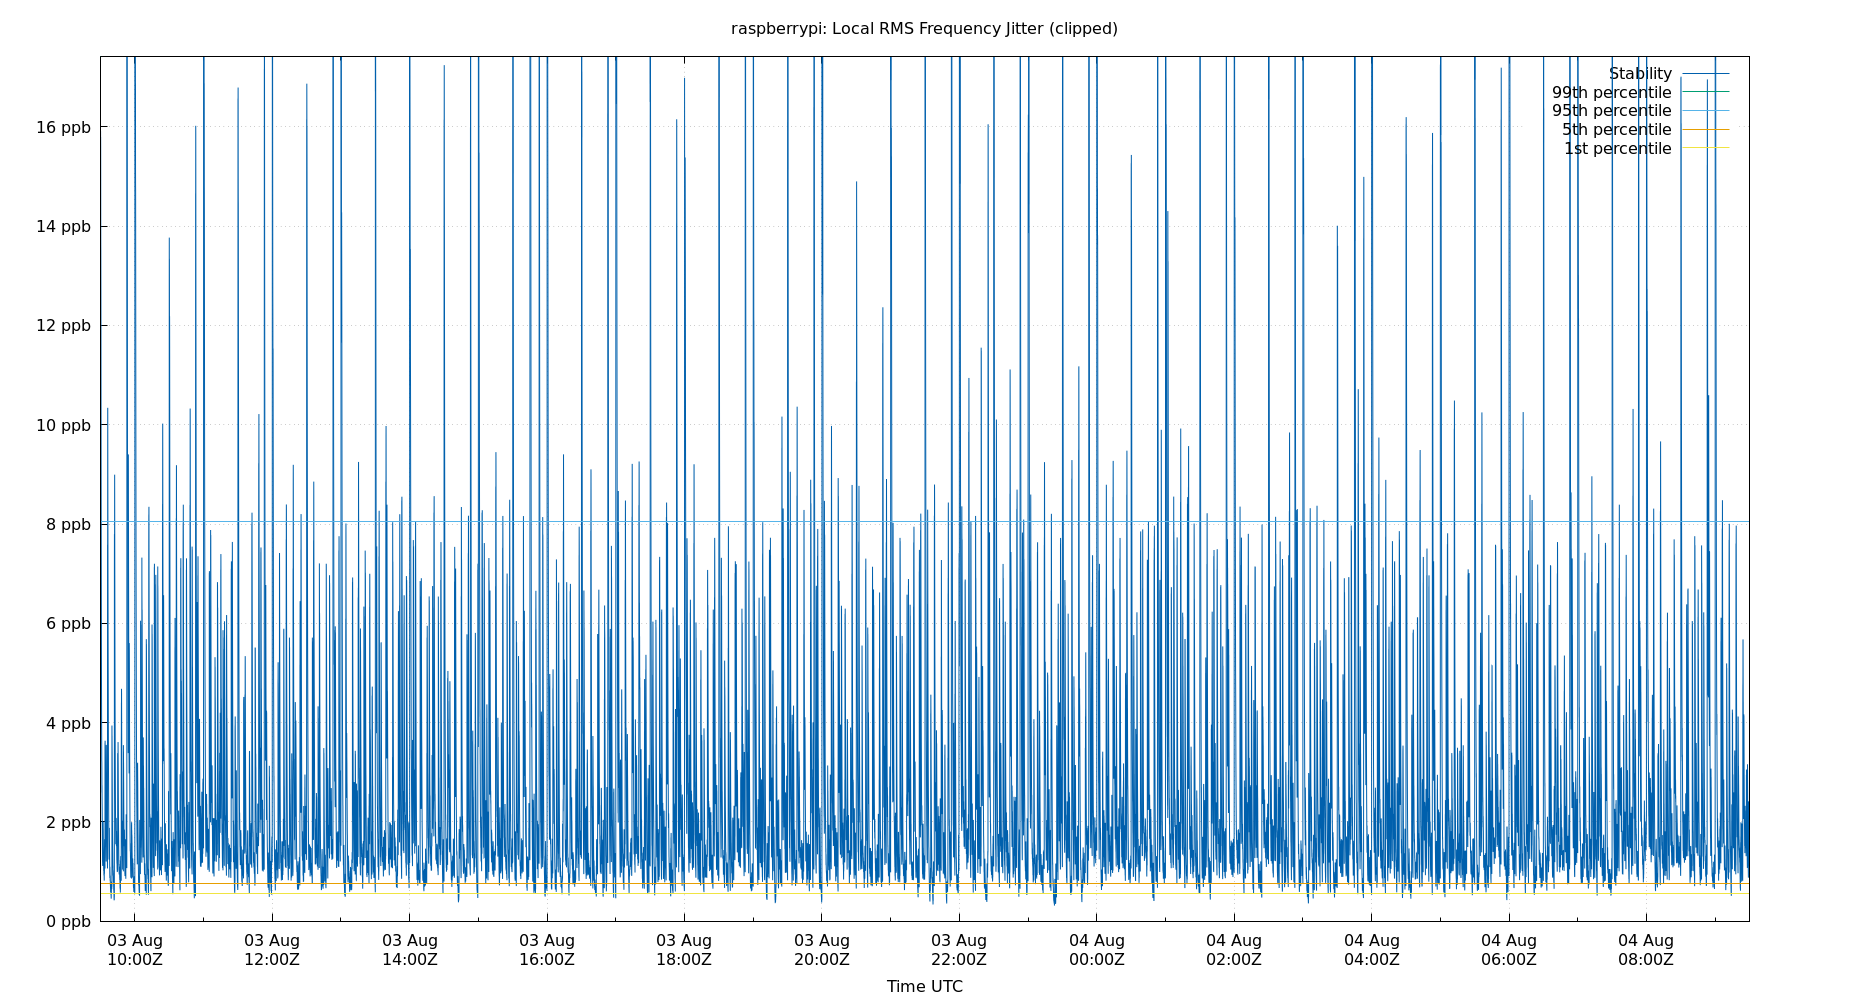 raspberrypi: Local RMS Frequency Jitter (clipped)
Stability
99th percentile
95th percentile
5th percentile
1st percentile
16 ppb
14 ppb
12 ppb
10 ppb
8 ppb
6 ppb
4 ppb
2 ppb
0 ppb
03 Aug 03 Aug 03 Aug 03 Aug 03 Aug 03 Aug 03 Aug 04 Aug 04 Aug 04 Aug 04 Aug 04 Aug
10:00Z 12:00Z 14:00Z 16:00Z 18:00Z 20:00Z 22:00Z 00:00Z 02:00Z 04:00Z 06:00Z 08:00Z
Time UTC